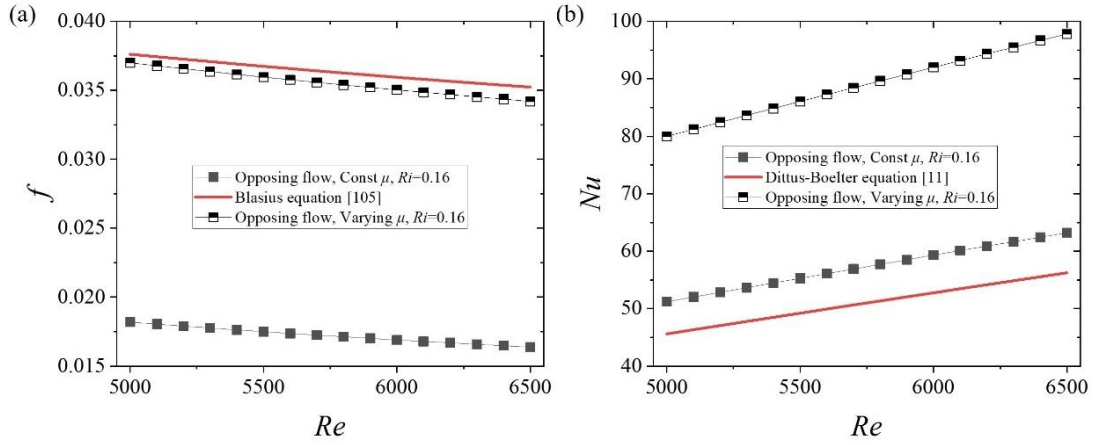 (a)
0.040
0.035
0.030
0.025
0.020
0.015
f
Opposing flow, Const μ, Ri=0.16
Blasius equation [105]
Opposing flow, Varying μ, Ri=0.16
5000
5500
6000
6500
Re
(b)
100
90
80
70
60
50
40
Nu
Opposing flow, Const μ, Ri=0.16
Dittus-Boelter equation [11]
Opposing flow, Varying μ, Ri=0.16
5000
5500
6000
6500
Re